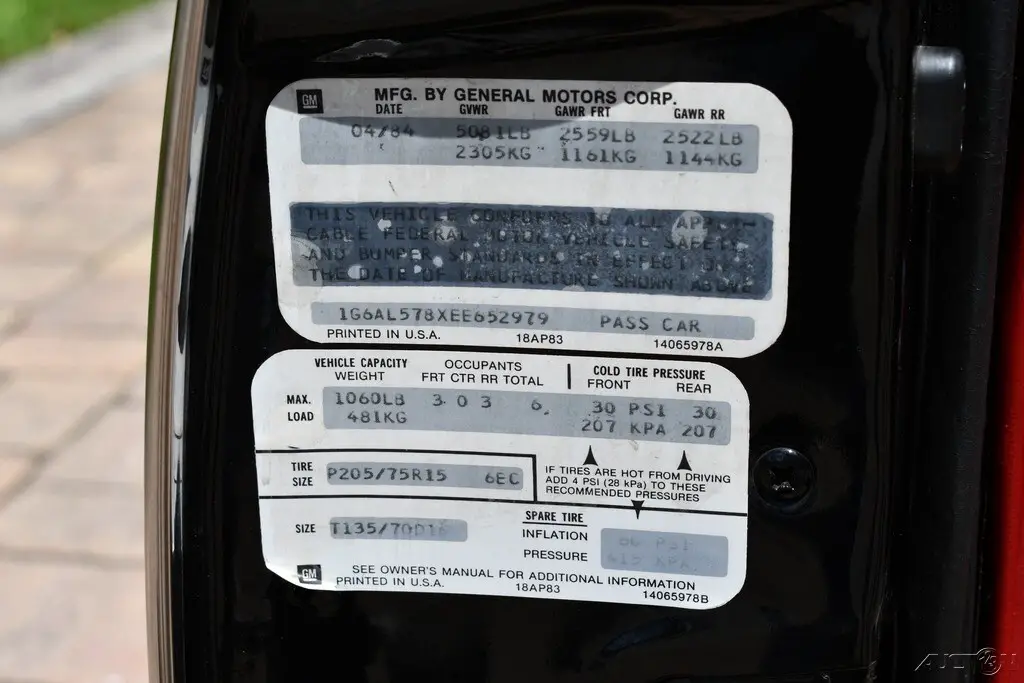 GM MFG. BY GENERAL MOTORS CORP.
DATE GVWR GAWR FRT GAWR RR
04/84 5081LB 2559LB 2522LB
2305KG 1161KG 1144KG
THIS VEHICLE CONFORMS TO ALL APPLI-
CABLE FEDERAL MOTOR VEHICLE SAFETY
AND BUMPER STANDARDS IN EFFECT ON
THE DATE OF MANUFACTURE SHOWN ABOVE
1G6AL578XEE652979 PASS CAR
PRINTED IN U.S.A. 18AP83 14065978A
VEHICLE CAPACITY OCCUPANTS COLD TIRE PRESSURE
WEIGHT FRT CTR RR TOTAL FRONT REAR
MAX. 1060LB 3 0 3 6 30 PSI 30
LOAD 481KG 207 KPA 207
TIRE SIZE P205/75R15 6EC
IF TIRES ARE HOT FROM DRIVING
ADD 4 PSI (28 kPa) TO THESE
RECOMMENDED PRESSURES
SPARE TIRE
SIZE T135/70D16 INFLATION PSI
PRESSURE KPA
SEE OWNER'S MANUAL FOR ADDITIONAL INFORMATION
GM PRINTED IN U.S.A. 18AP83 14065978B